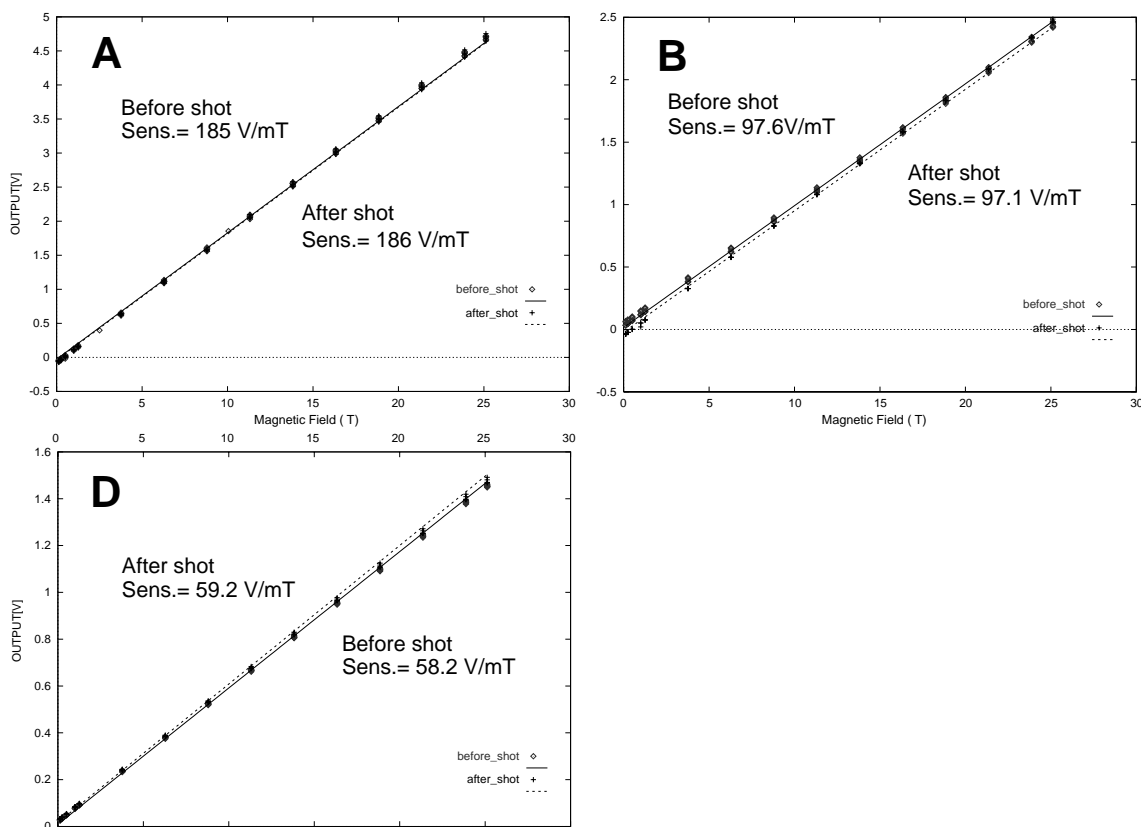 A
Before shot
Sens.= 185 V/mT
After shot
Sens.= 186 V/mT
before_shot
after_shot
OUTPUT[V]
5
4.5
4
3.5
3
2.5
2
1.5
1
0.5
0
-0.5
0 5 10 15 20 25 30
Magnetic Field ( T)
B
Before shot
Sens.= 97.6V/mT
After shot
Sens.= 97.1 V/mT
before_shot
after_shot
2.5
2
1.5
1
0.5
0
-0.5
0 5 10 15 20 25 30
Magnetic Field ( T)
0 5 10 15 20 25 30
D
After shot
Sens.= 59.2 V/mT
Before shot
Sens.= 58.2 V/mT
before_shot
after_shot
OUTPUT[V]
1.6
1.4
1.2
1
0.8
0.6
0.4
0.2
0